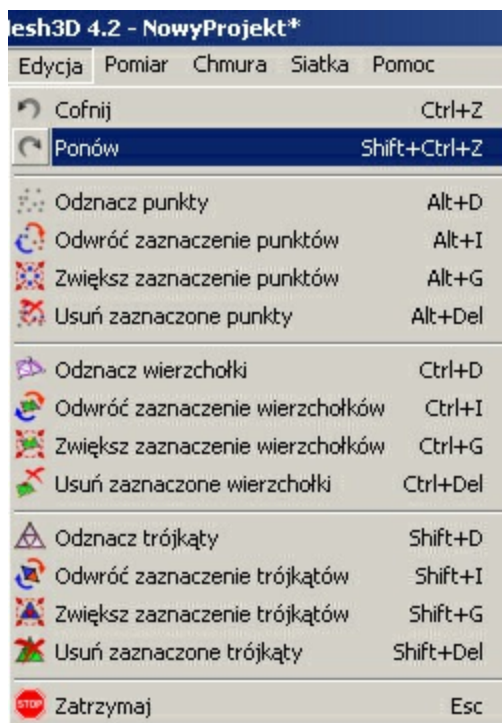 lesh3D 4.2 - NowyProjekt*
Edycja Pomiar Chmura Siatka Pomoc
Cofnij Ctrl+Z
Ponów Shift+Ctrl+Z
Odznacz punkty Alt+D
Odwróć zaznaczenie punktów Alt+I
Zwiększ zaznaczenie punktów Alt+G
Usuń zaznaczone punkty Alt+Del
Odznacz wierzchołki Ctrl+D
Odwróć zaznaczenie wierzchołków Ctrl+I
Zwiększ zaznaczenie wierzchołków Ctrl+G
Usuń zaznaczone wierzchołki Ctrl+Del
Odznacz trójkąty Shift+D
Odwróć zaznaczenie trójkątów Shift+I
Zwiększ zaznaczenie trójkątów Shift+G
Usuń zaznaczone trójkąty Shift+Del
STOP Zatrzymaj Esc